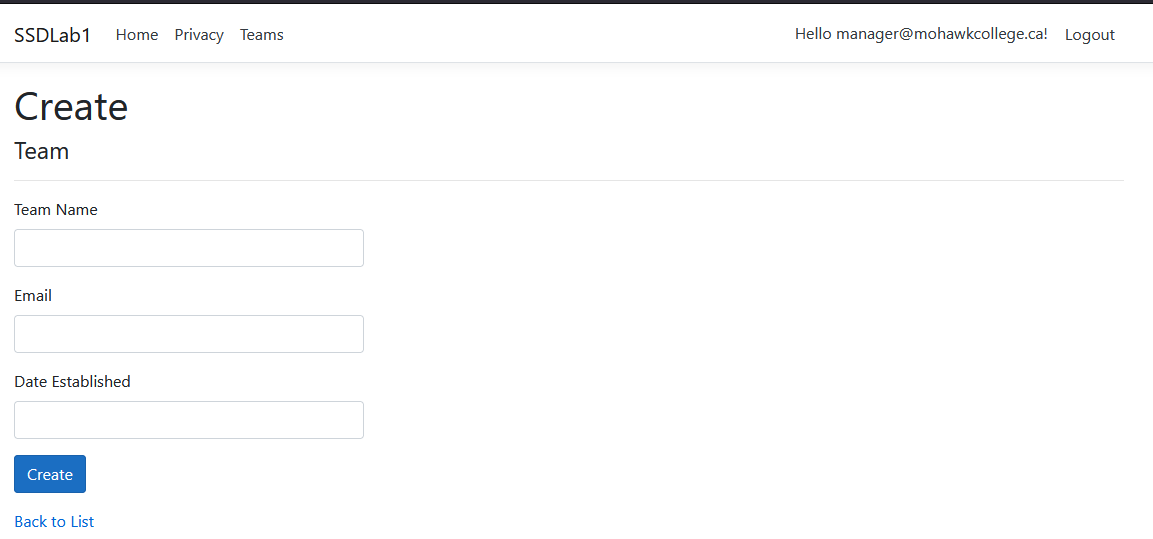 SSDLab1 Home Privacy Teams Hello manager@mohawkcollege.ca! Logout
Create
Team
Team Name
Email
Date Established
Create
Back to List